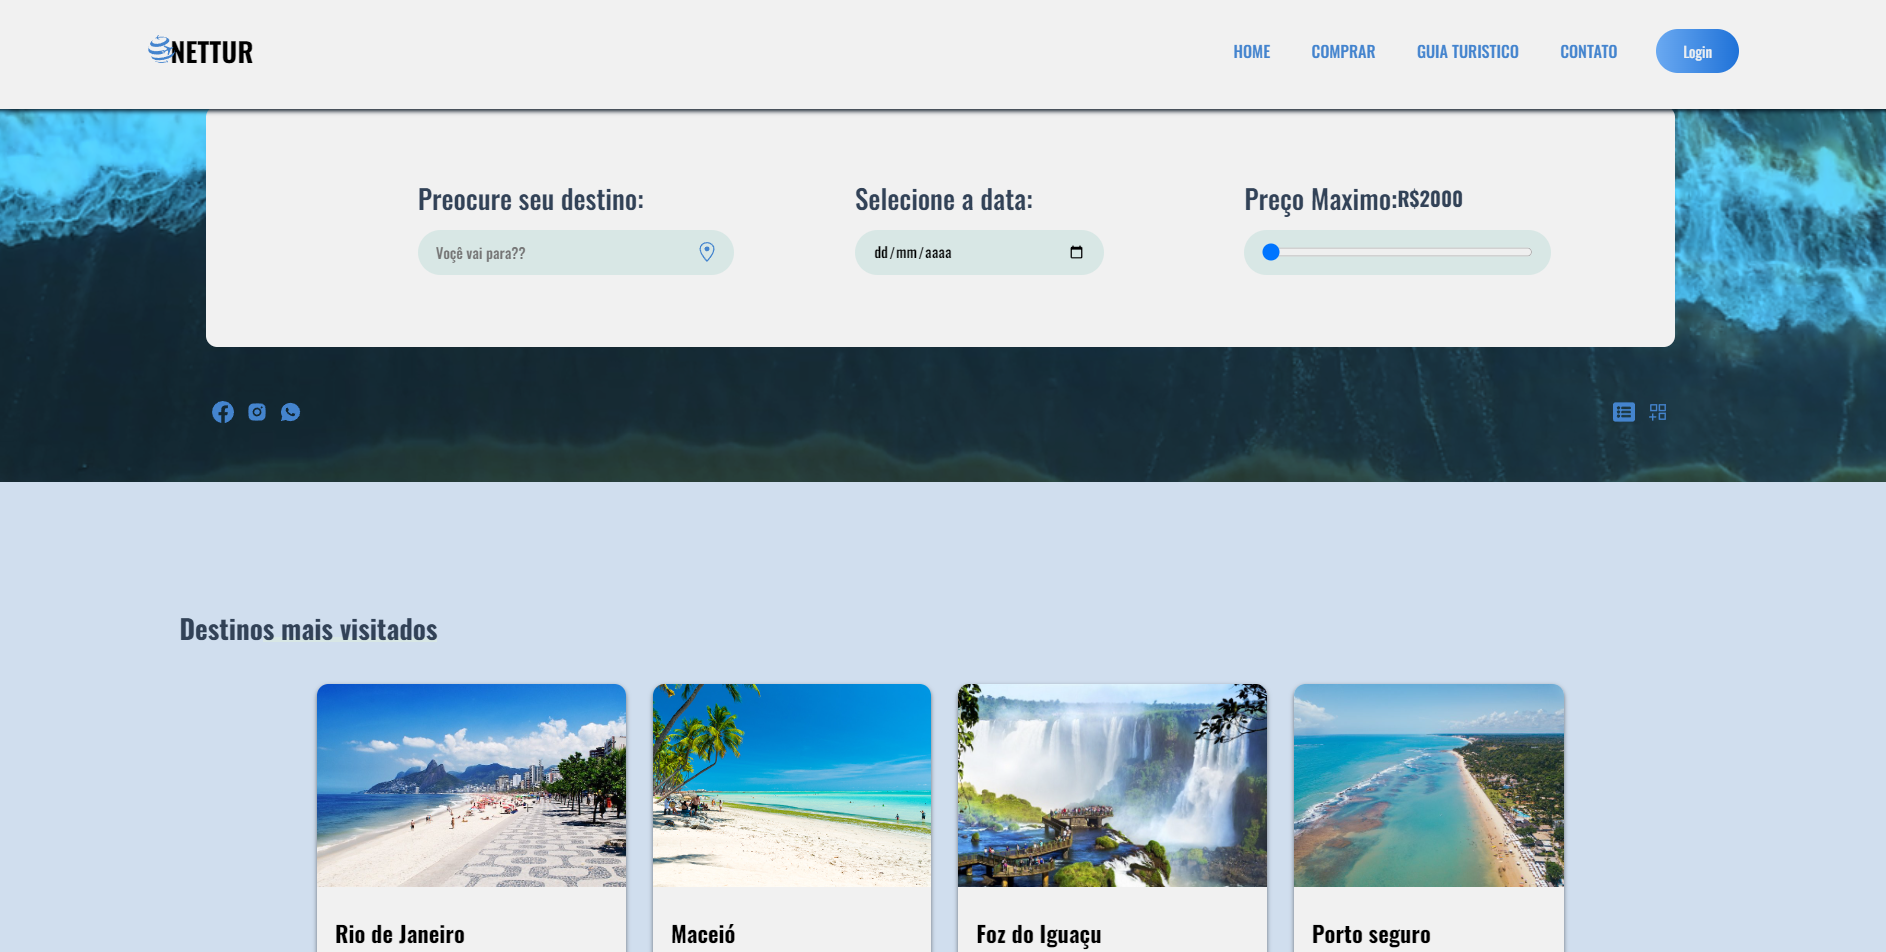 NETTUR
HOME
COMPRAR
GUIA TURISTICO
CONTATO
Login
Preocure seu destino:
Selecione a data:
Preço Maximo:R$2000
Voçê vai para??
dd/mm/aaaa
Destinos mais visitados
Rio de Janeiro
Maceió
Foz do Iguaçu
Porto seguro